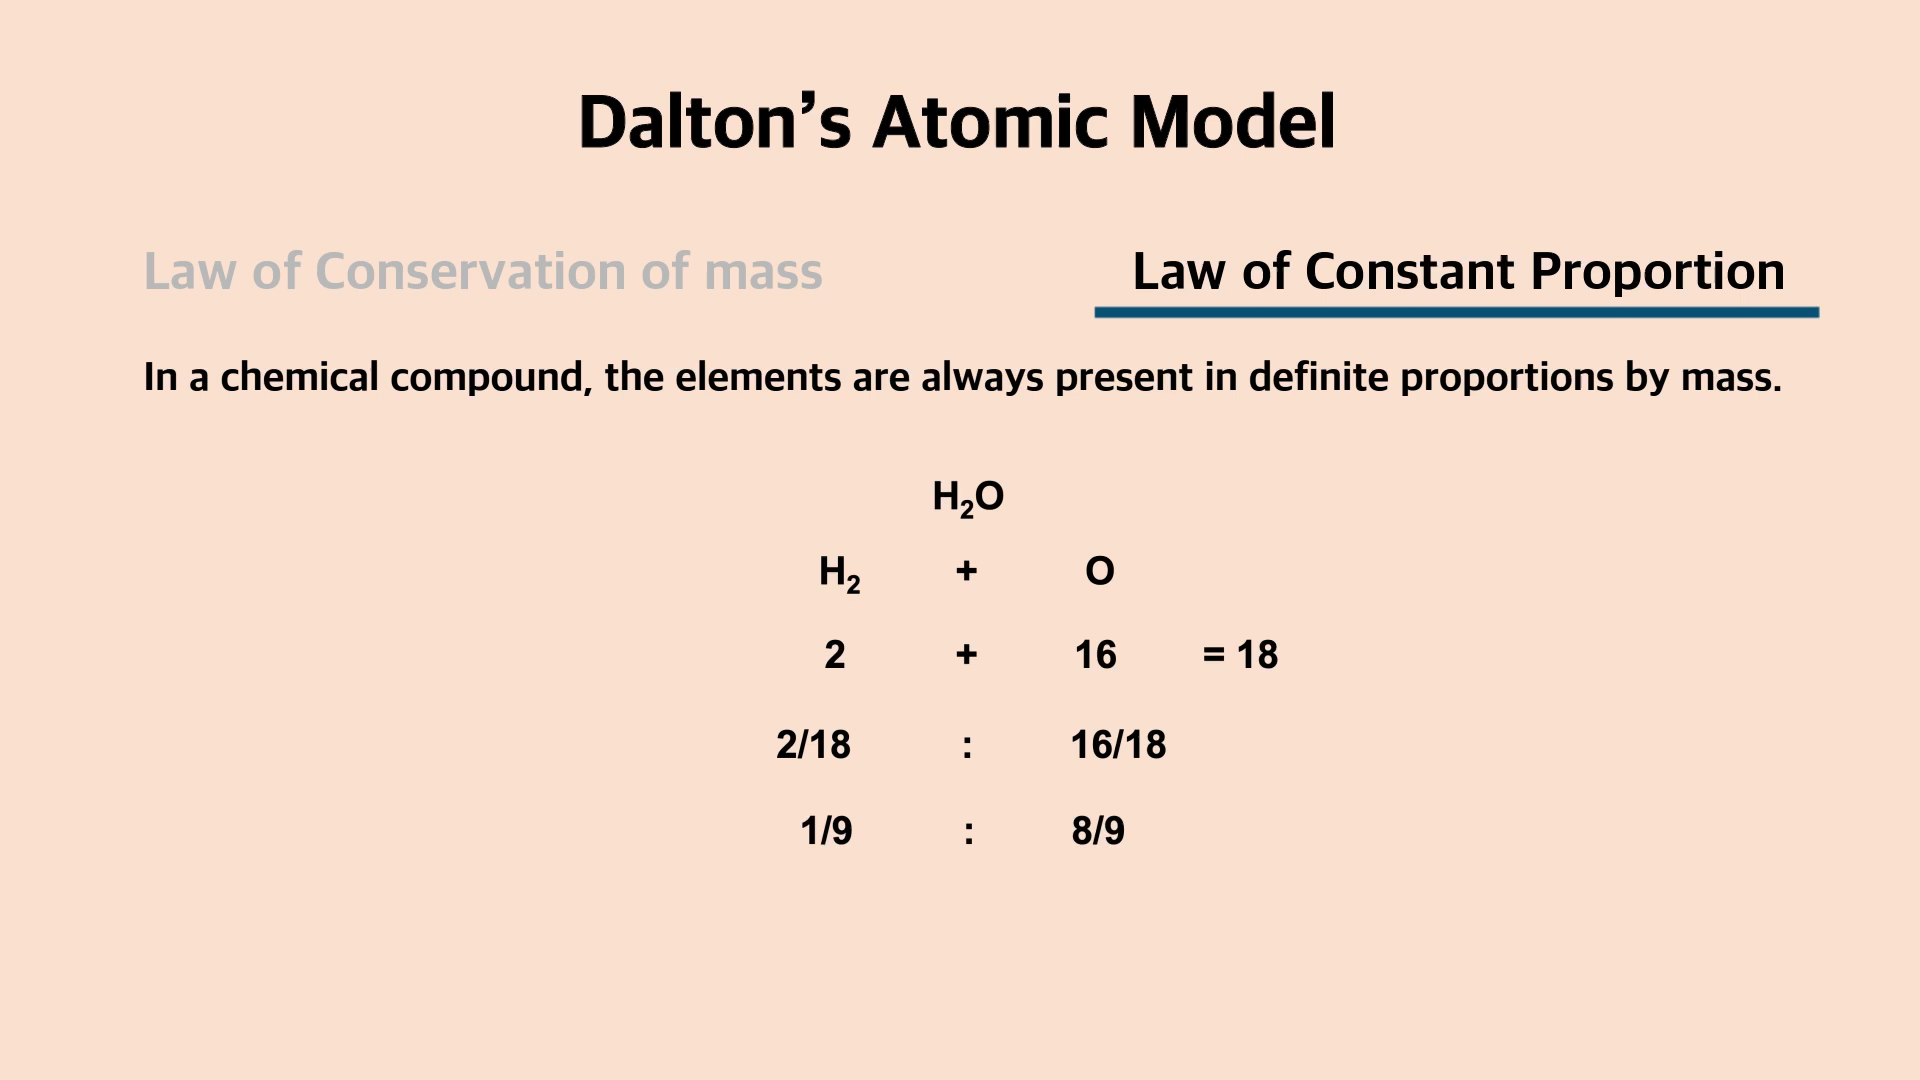 Dalton’s Atomic Model
Law of Conservation of mass
Law of Constant Proportion
In a chemical compound, the elements are always present in definite proportions by mass.
H₂O
H₂ + O
2 + 16 = 18
2/18 : 16/18
1/9 : 8/9